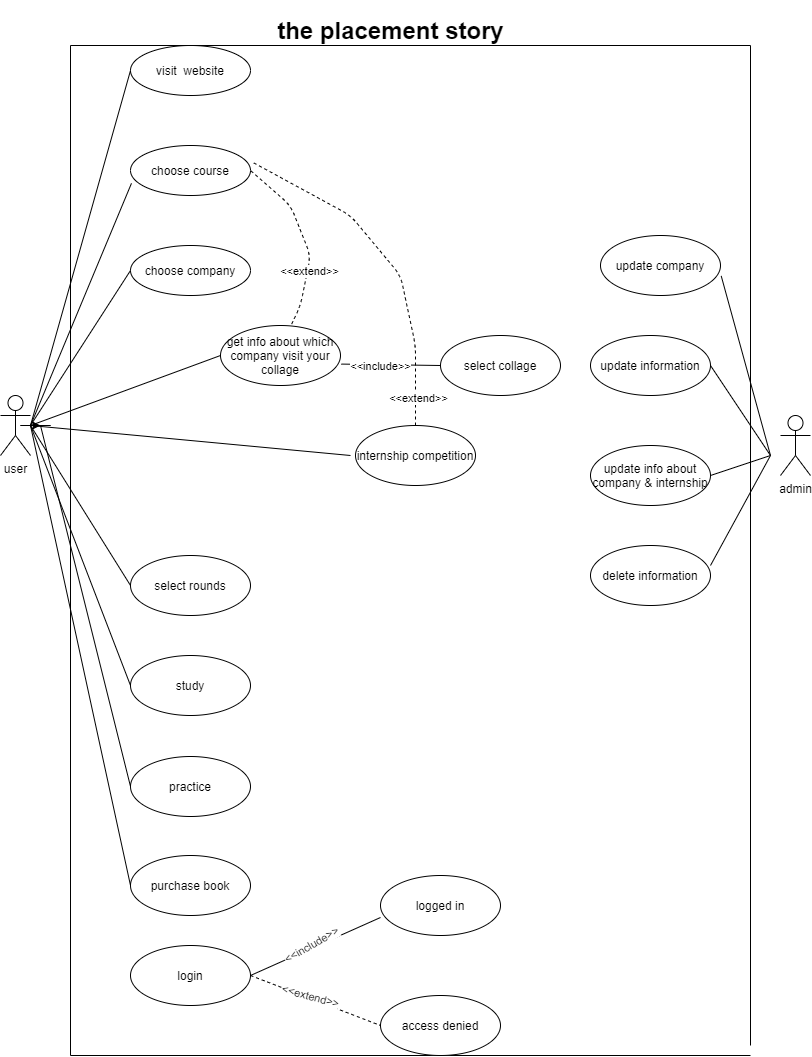 the placement story
visit website
choose course
choose company
<<extend>>
update company
get info about which
company visit your
collage
<<include>>
select collage
update information
<<extend>>
internship competition
user
update info about
company & internship
admin
select rounds
delete information
study
practice
purchase book
logged in
<<include>>
login
<<extend>>
access denied